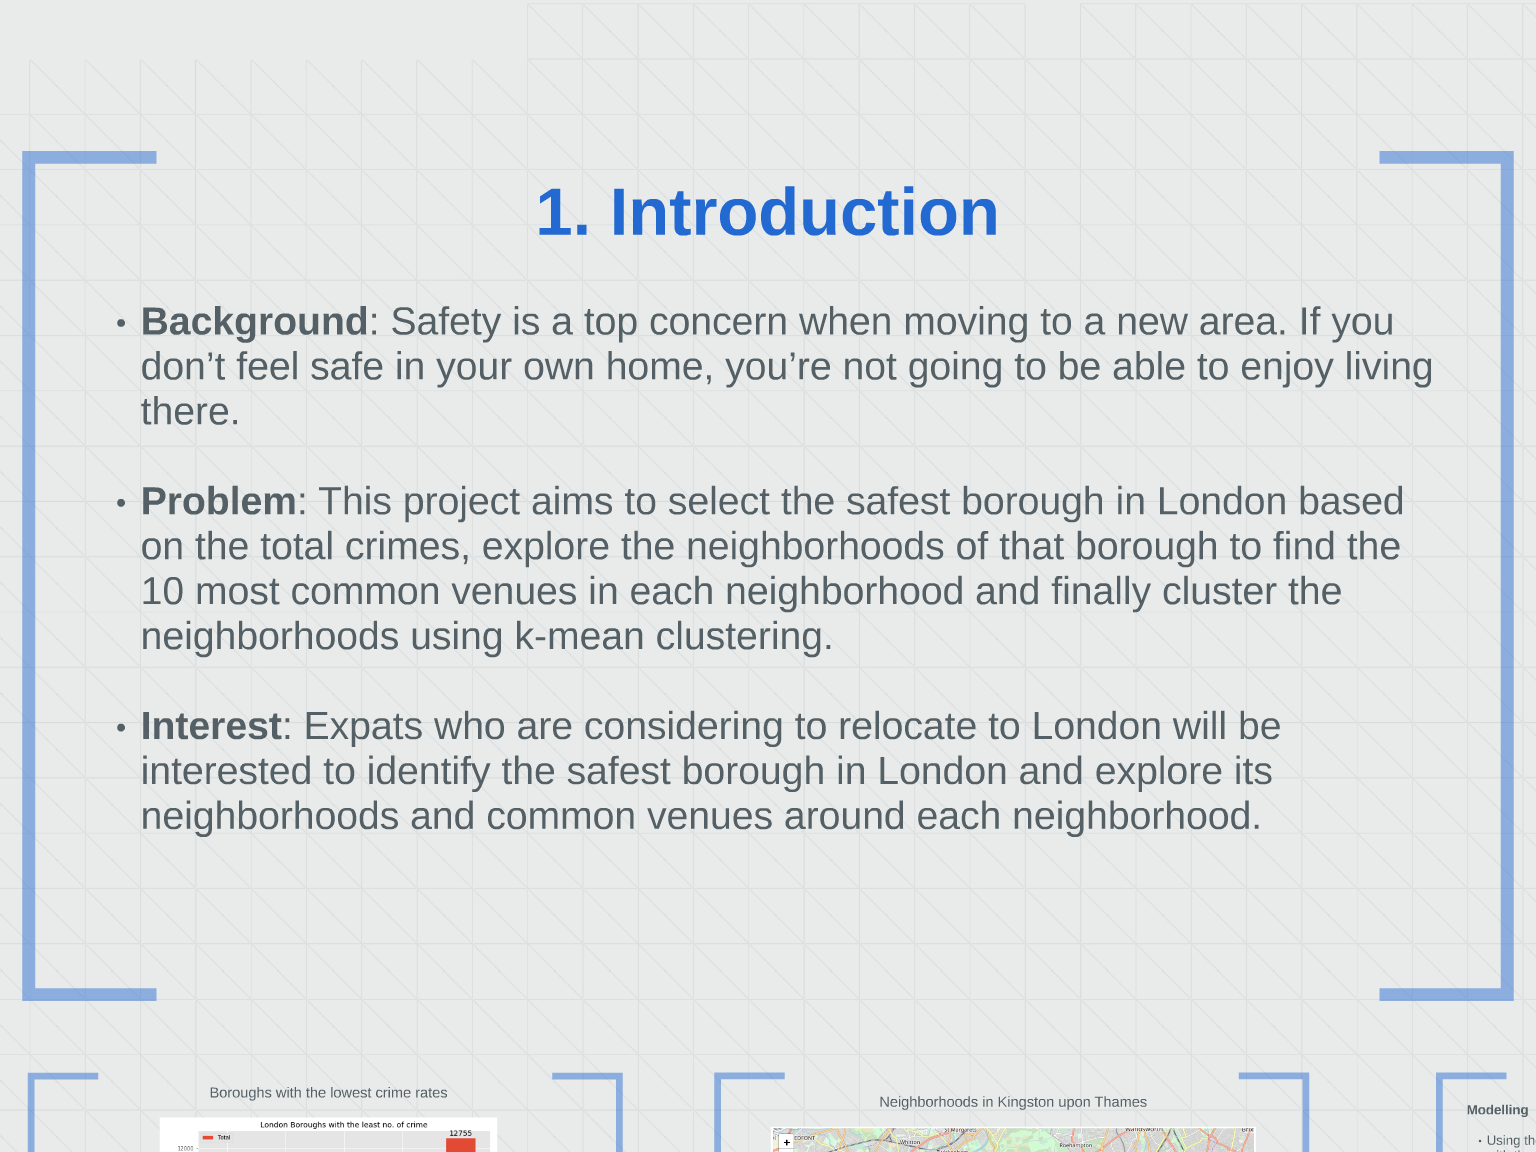 1. Introduction
• Background: Safety is a top concern when moving to a new area. If you
don’t feel safe in your own home, you’re not going to be able to enjoy living
there.
• Problem: This project aims to select the safest borough in London based
on the total crimes, explore the neighborhoods of that borough to find the
10 most common venues in each neighborhood and finally cluster the
neighborhoods using k-mean clustering.
• Interest: Expats who are considering to relocate to London will be
interested to identify the safest borough in London and explore its
neighborhoods and common venues around each neighborhood.
Boroughs with the lowest crime rates
London Boroughs with the least no. of crime
12755
Total
12000
Neighborhoods in Kingston upon Thames
+
Whitton
Roehampton
Modelling
• Using th